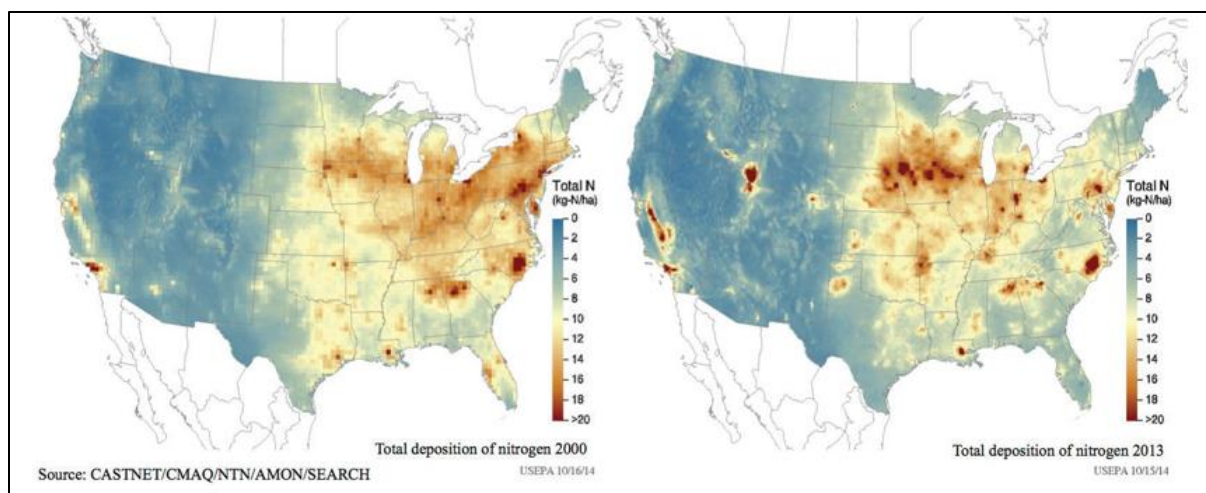 Total N
(kg-N/ha)
0
2
4
6
8
10
12
14
16
18
>20
Total deposition of nitrogen 2000
USEPA 10/16/14
Source: CASTNET/CMAQ/NTN/AMON/SEARCH
Total N
(kg-N/ha)
0
2
4
6
8
10
12
14
16
18
>20
Total deposition of nitrogen 2013
USEPA 10/15/14